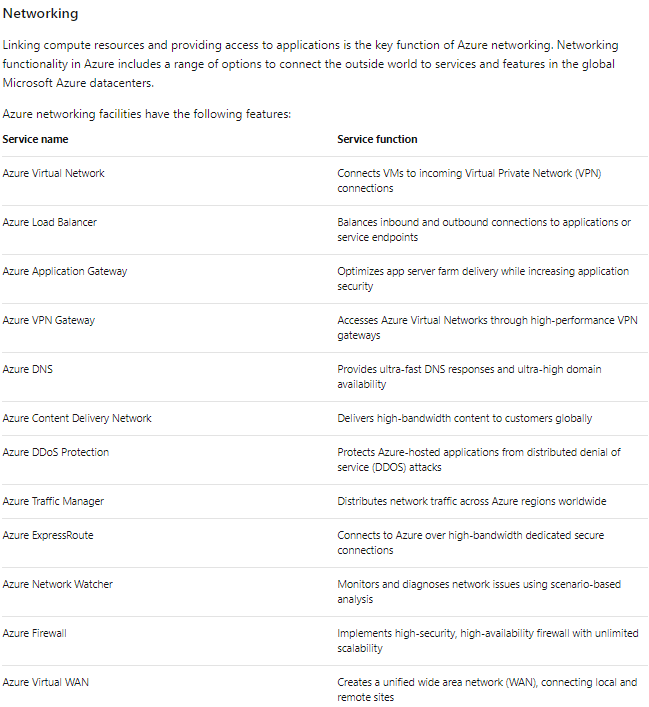 Networking
Linking compute resources and providing access to applications is the key function of Azure networking. Networking
functionality in Azure includes a range of options to connect the outside world to services and features in the global
Microsoft Azure datacenters.
Azure networking facilities have the following features:
Service name Service function
Azure Virtual Network Connects VMs to incoming Virtual Private Network (VPN)
connections
Azure Load Balancer Balances inbound and outbound connections to applications or
service endpoints
Azure Application Gateway Optimizes app server farm delivery while increasing application
security
Azure VPN Gateway Accesses Azure Virtual Networks through high-performance VPN
gateways
Azure DNS Provides ultra-fast DNS responses and ultra-high domain
availability
Azure Content Delivery Network Delivers high-bandwidth content to customers globally
Azure DDoS Protection Protects Azure-hosted applications from distributed denial of
service (DDOS) attacks
Azure Traffic Manager Distributes network traffic across Azure regions worldwide
Azure ExpressRoute Connects to Azure over high-bandwidth dedicated secure
connections
Azure Network Watcher Monitors and diagnoses network issues using scenario-based
analysis
Azure Firewall Implements high-security, high-availability firewall with unlimited
scalability
Azure Virtual WAN Creates a unified wide area network (WAN), connecting local and
remote sites